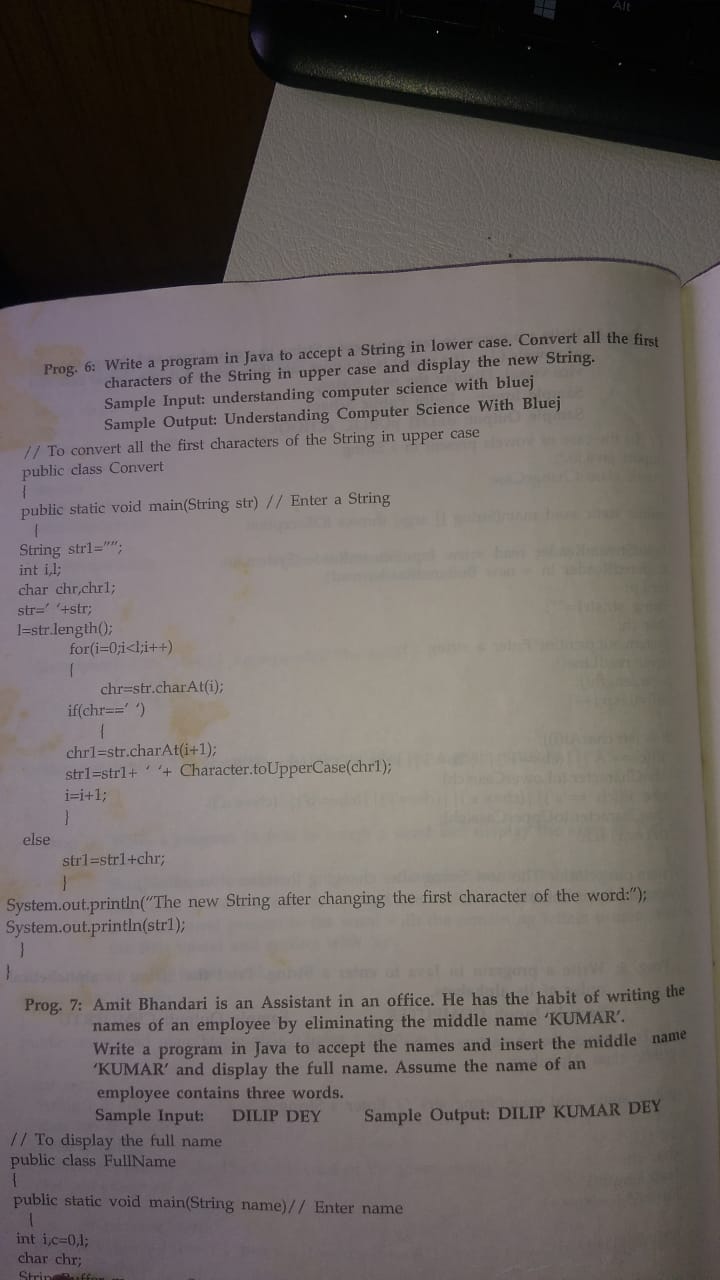 Alt
Prog. 6: Write a program in Java to accept a String in lower case. Convert all the first
characters of the String in upper case and display the new String.
Sample Input: understanding computer science with bluej
Sample Output: Understanding Computer Science With Bluej
// To convert all the first characters of the String in upper case
public class Convert
{
public static void main(String str) // Enter a String
{
String str1="";
int i,l;
char chr,chr1;
str=' '+str;
l=str.length();
for(i=0;i<l;i++)
{
chr=str.charAt(i);
if(chr==' ')
{
chr1=str.charAt(i+1);
str1=str1+ ' '+ Character.toUpperCase(chr1);
i=i+1;
}
else
str1=str1+chr;
}
System.out.println("The new String after changing the first character of the word:");
System.out.println(str1);
}
}
Prog. 7: Amit Bhandari is an Assistant in an office. He has the habit of writing the
names of an employee by eliminating the middle name 'KUMAR'.
Write a program in Java to accept the names and insert the middle name
'KUMAR' and display the full name. Assume the name of an
employee contains three words.
Sample Input: DILIP DEY Sample Output: DILIP KUMAR DEY
// To display the full name
public class FullName
{
public static void main(String name)// Enter name
{
int i,c=0,l;
char chr;